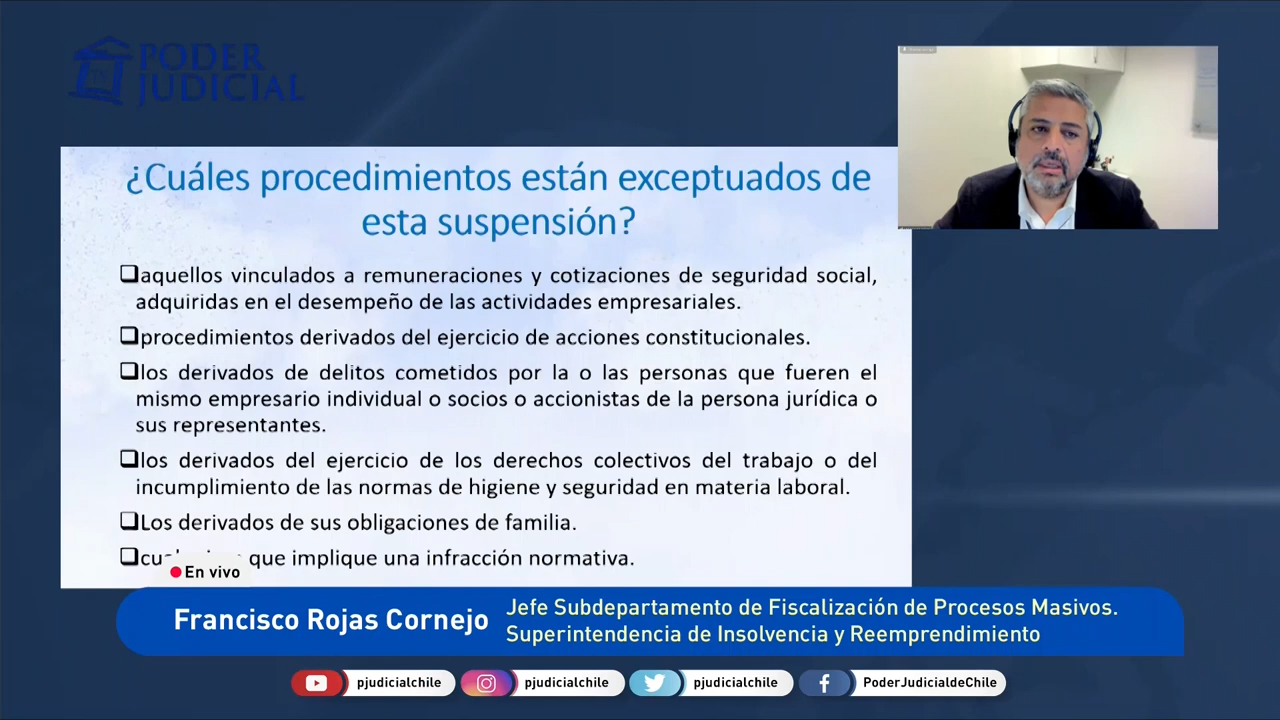 PODER
JUDICIAL
¿Cuáles procedimientos están exceptuados de
esta suspensión?
aquellos vinculados a remuneraciones y cotizaciones de seguridad social,
adquiridas en el desempeño de las actividades empresariales.
procedimientos derivados del ejercicio de acciones constitucionales.
los derivados de delitos cometidos por la o las personas que fueren el
mismo empresario individual o socios o accionistas de la persona jurídica o
sus representantes.
los derivados del ejercicio de los derechos colectivos del trabajo o del
incumplimiento de las normas de higiene y seguridad en materia laboral.
Los derivados de sus obligaciones de familia.
que implique una infracción normativa.
En vivo
Francisco Rojas Cornejo
Jefe Subdepartamento de Fiscalización de Procesos Masivos.
Superintendencia de Insolvencia y Reemprendimiento
pjudicialchile
pjudicialchile
pjudicialchile
PoderJudicialdeChile